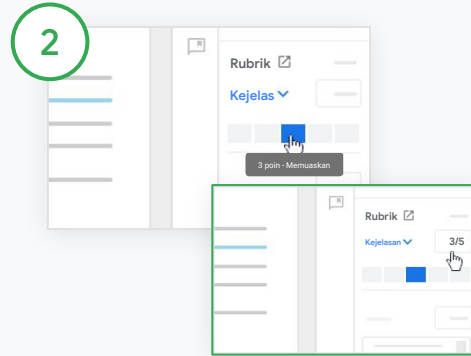 2
Rubrik
Kejelas
3 poin - Memuaskan
Rubrik
Kejelasan
3/5